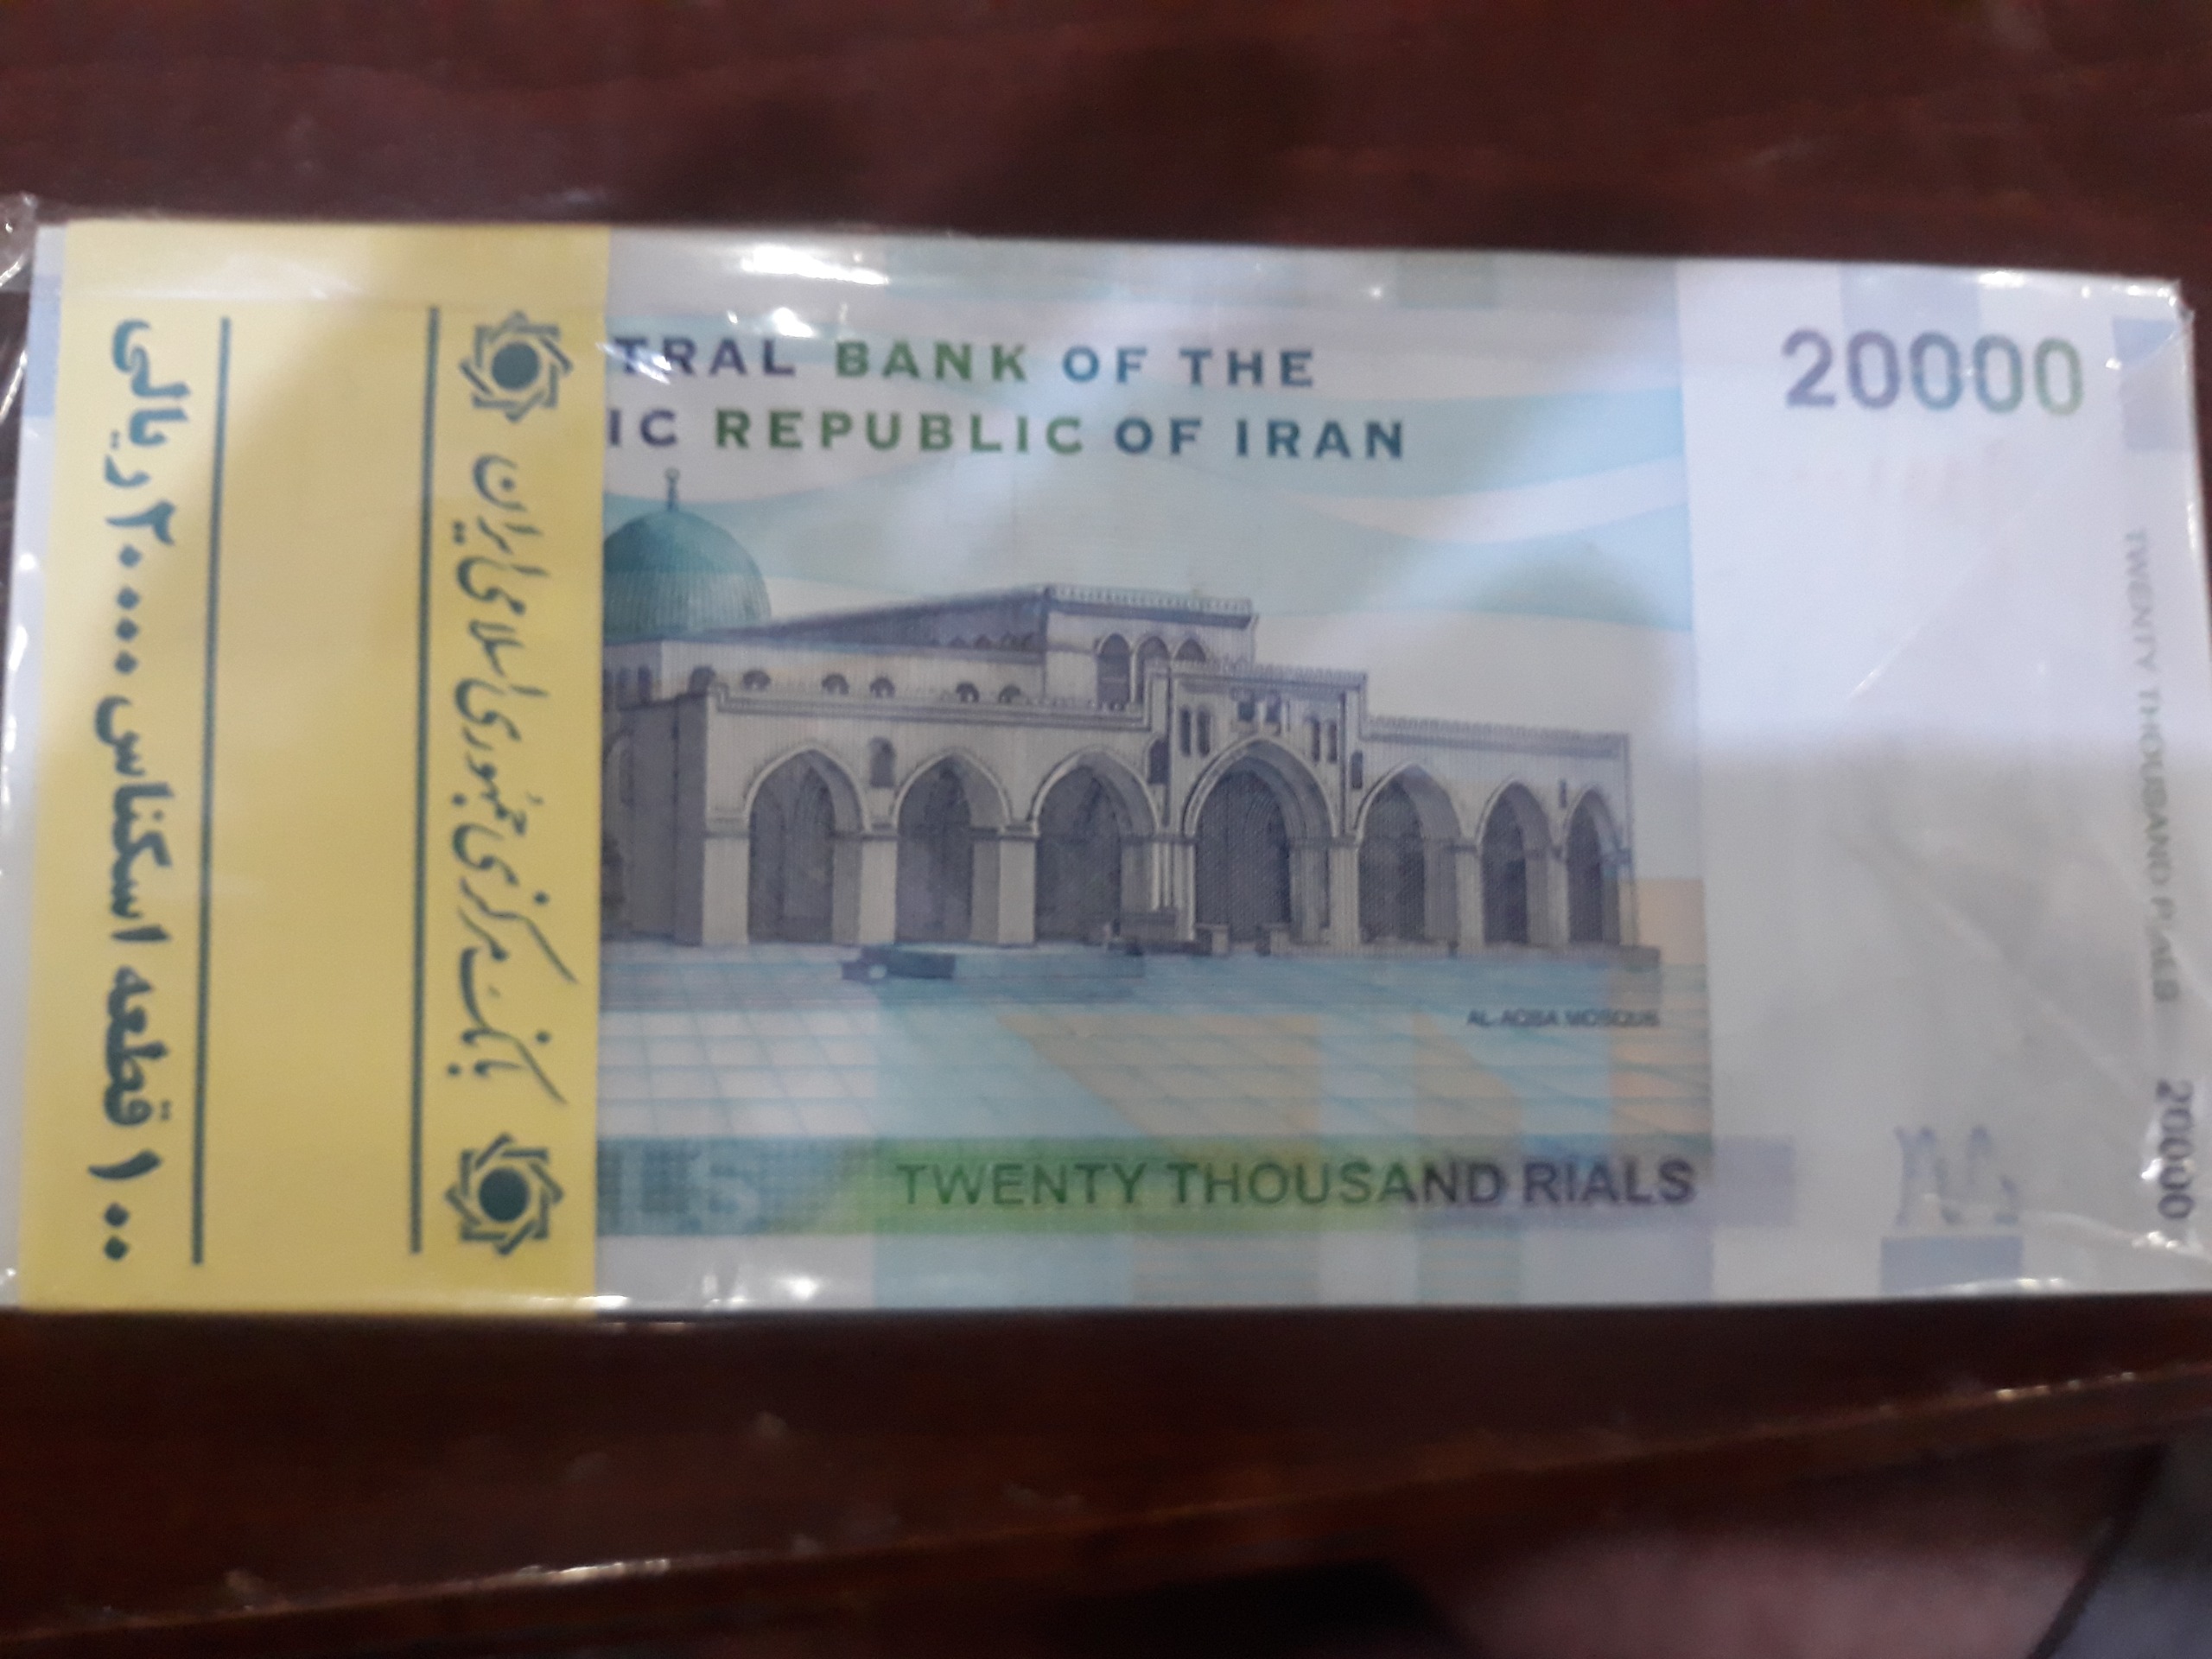 ۱۰۰ قطعه اسکناس ۲۰۰۰۰ ریالی
بانک مرکزی جمهوری اسلامی ایران
TRAL BANK OF THE
IC REPUBLIC OF IRAN
20000
AL-AQSA MOSQUE
TWENTY THOUSAND RIALS
TWENTY THOUSAND RIALS 20000